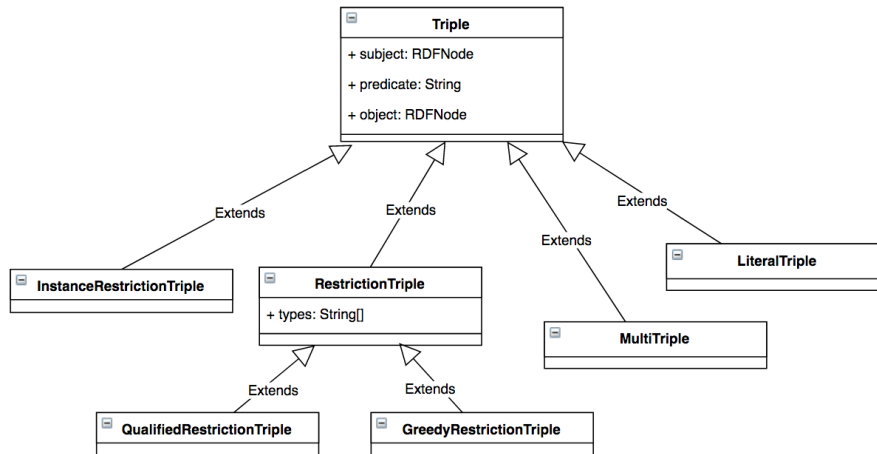 Triple
+ subject: RDFNode
+ predicate: String
+ object: RDFNode
Extends
Extends
Extends
Extends
InstanceRestrictionTriple
RestrictionTriple
+ types: String[]
MultiTriple
LiteralTriple
Extends
Extends
QualifiedRestrictionTriple
GreedyRestrictionTriple